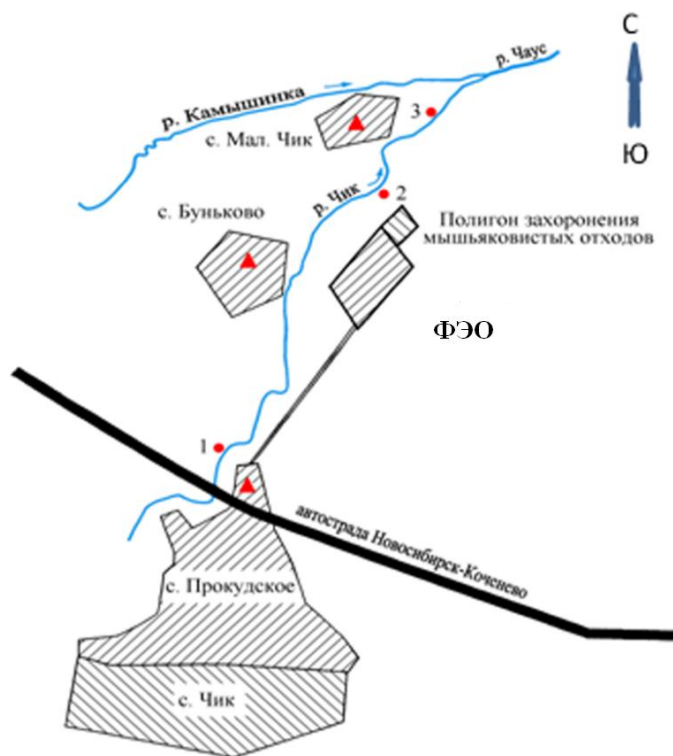 С
р. Чаус
р. Камышинка
3
Ю
с. Мал. Чик
2
с. Буньково
р. Чик
Полигон захоронения
мышьяковистых отходов
ФЭО
1
автострада Новосибирск-Коченево
с. Прокудское
с. Чик